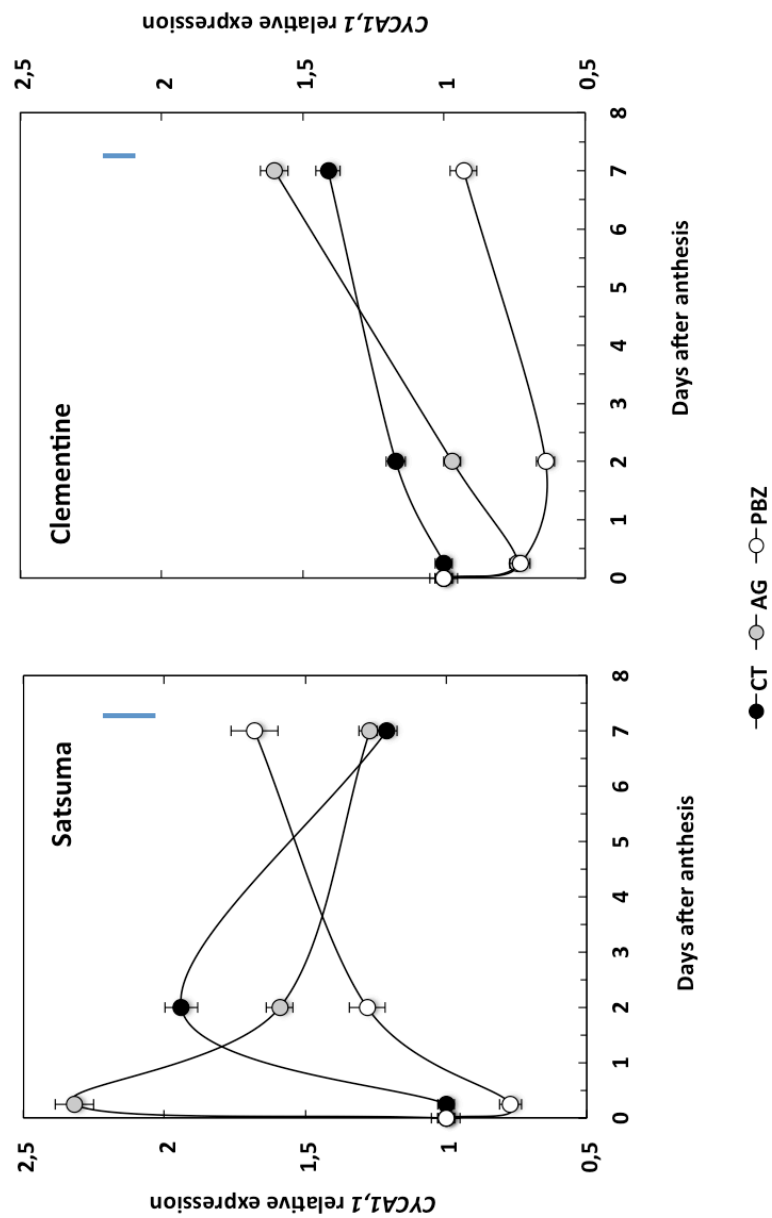 Satsuma
CYCA1,1 relative expression
2,5
2
1,5
1
0,5
0 1 2 3 4 5 6 7 8
Days after anthesis
Clementine
CYCA1,1 relative expression
2,5
2
1,5
1
0,5
0 1 2 3 4 5 6 7 8
Days after anthesis
CT AG PBZ